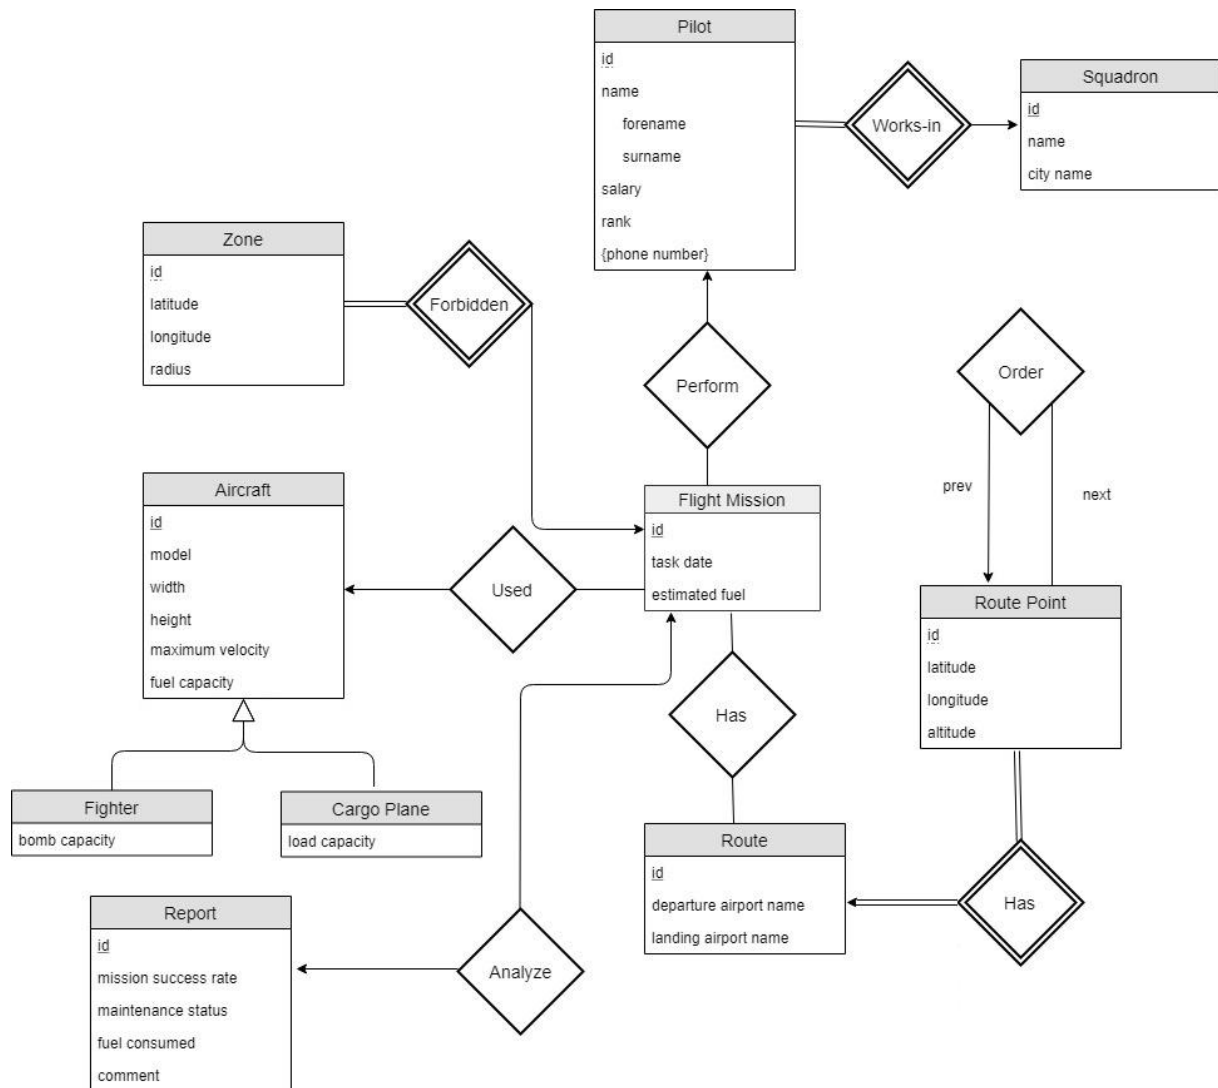 Pilot
id
name
forename
surname
salary
rank
{phone number}
Works-in
Squadron
id
name
city name
Zone
id
latitude
longitude
radius
Forbidden
Perform
Order
prev
next
Aircraft
id
model
width
height
maximum velocity
fuel capacity
Used
Flight Mission
id
task date
estimated fuel
Route Point
id
latitude
longitude
altitude
Has
Fighter
bomb capacity
Cargo Plane
load capacity
Route
id
departure airport name
landing airport name
Has
Report
id
mission success rate
maintenance status
fuel consumed
comment
Analyze